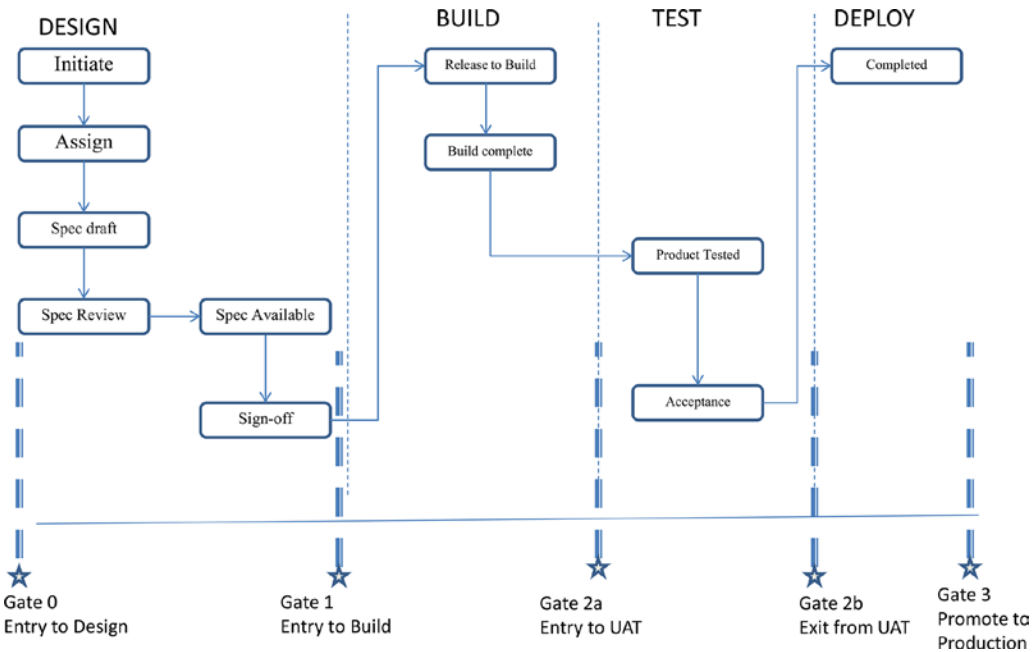 DESIGN
BUILD
TEST
DEPLOY
Initiate
Assign
Spec draft
Spec Review
Spec Available
Sign-off
Release to Build
Build complete
Product Tested
Acceptance
Completed
Gate 0
Entry to Design
Gate 1
Entry to Build
Gate 2a
Entry to UAT
Gate 2b
Exit from UAT
Gate 3
Promote to
Production